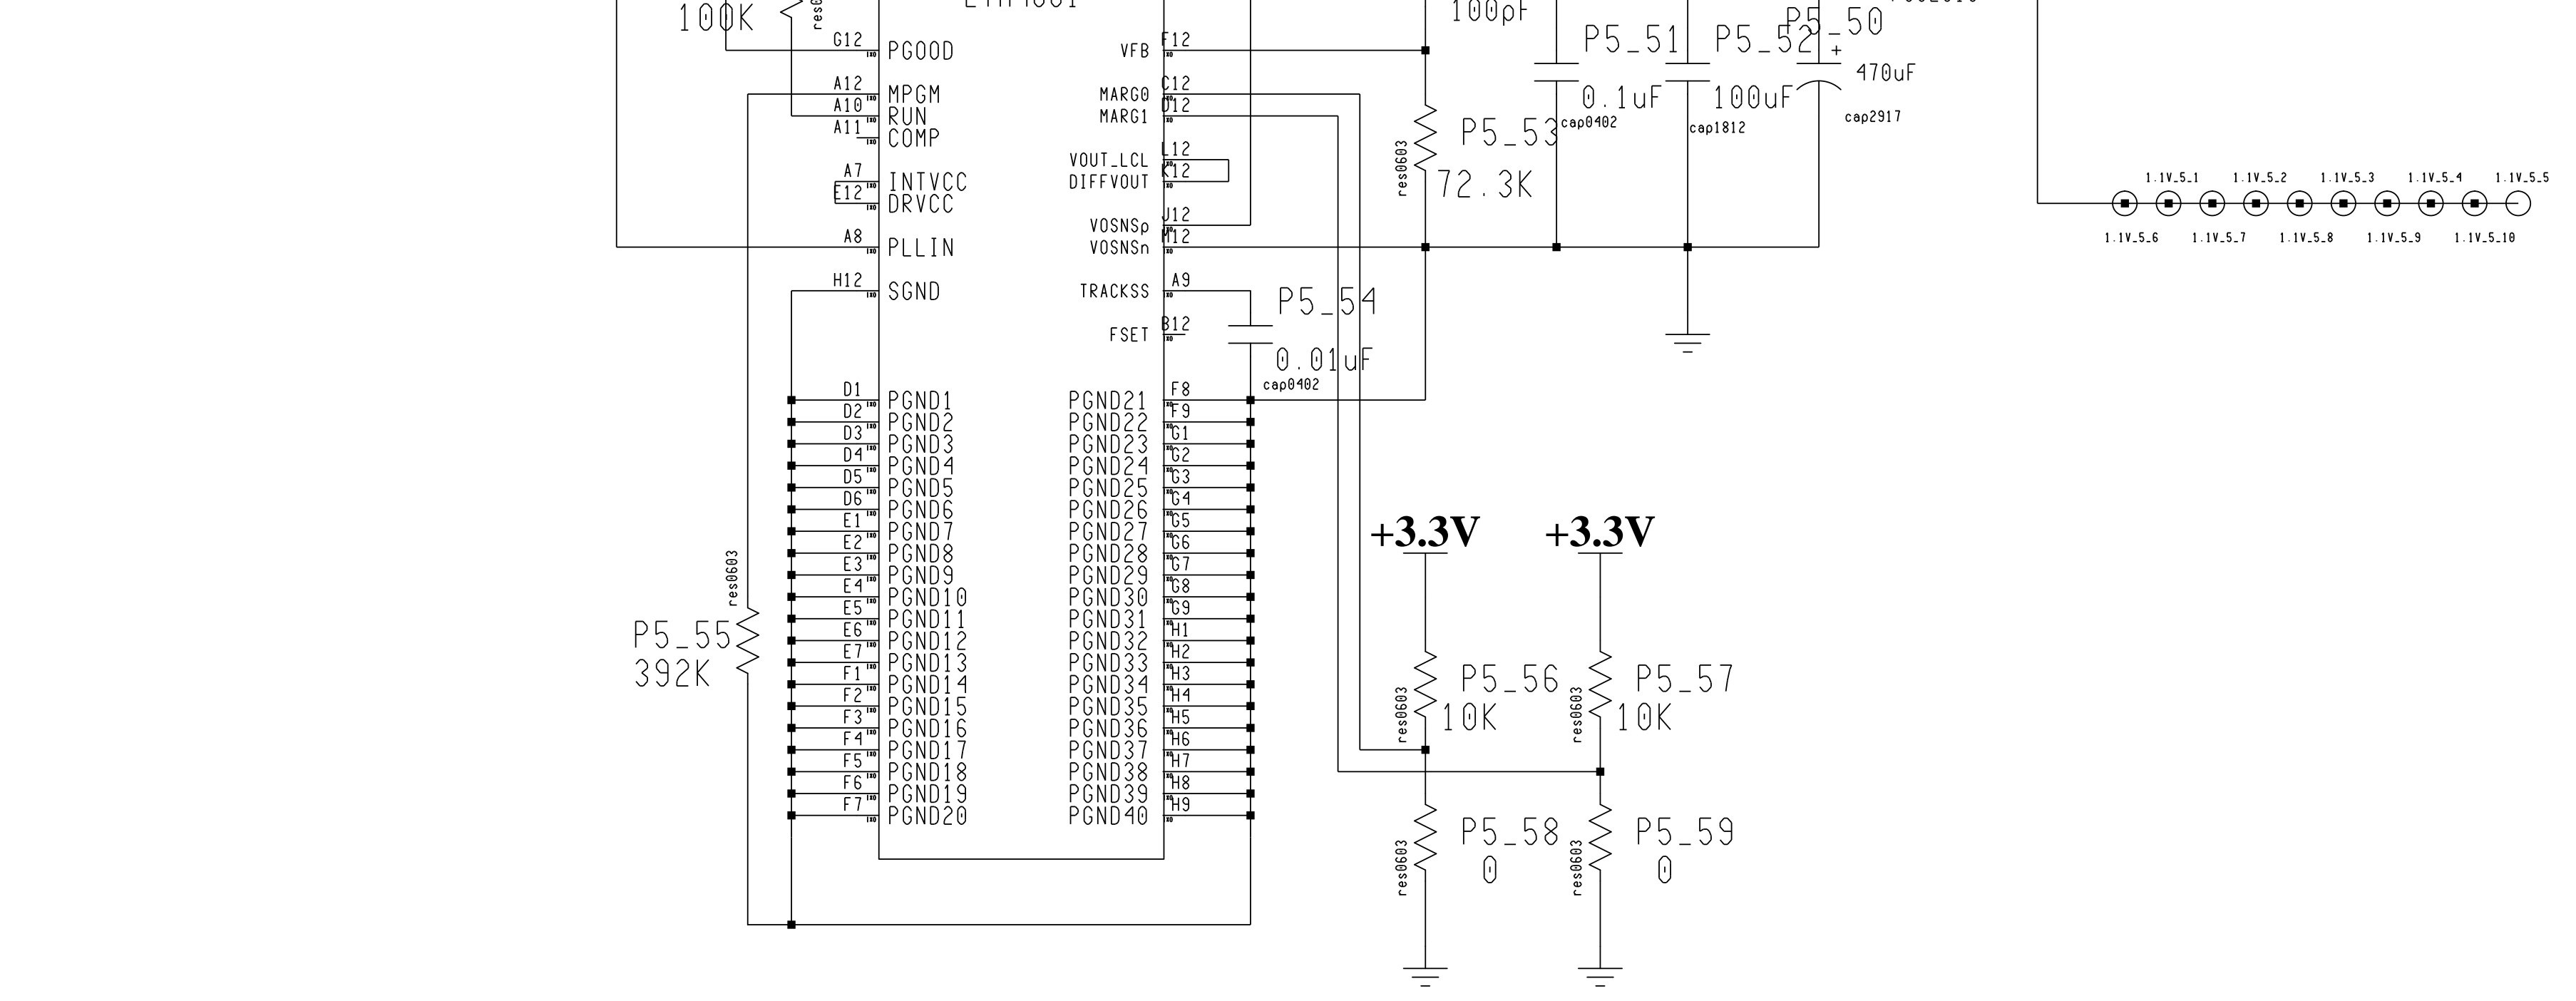 100K
100pF
P5_50
P5_51
P5_52
+
470uF
0.1uF
100uF
cap0402
cap1812
cap2917
G12 PGOOD
A12 MPGM
A10 RUN
A11 COMP
A7 INTVCC
E12 DRVCC
A8 PLLIN
H12 SGND
VFB F12
MARG0 C12
MARG1 D12
VOUT_LCL L12
DIFFVOUT K12
VOSNSp J12
VOSNSn M12
TRACKSS A9
FSET B12
P5_53
res0603
72.3K
P5_54
0.01uF
cap0402
1.1V_5_1 1.1V_5_2 1.1V_5_3 1.1V_5_4 1.1V_5_5
1.1V_5_6 1.1V_5_7 1.1V_5_8 1.1V_5_9 1.1V_5_10
D1 PGND1 PGND21 F8
D2 PGND2 PGND22 F9
D3 PGND3 PGND23 G1
D4 PGND4 PGND24 G2
D5 PGND5 PGND25 G3
D6 PGND6 PGND26 G4
E1 PGND7 PGND27 G5
E2 PGND8 PGND28 G6
E3 PGND9 PGND29 G7
E4 PGND10 PGND30 G8
E5 PGND11 PGND31 G9
E6 PGND12 PGND32 H1
E7 PGND13 PGND33 H2
F1 PGND14 PGND34 H3
F2 PGND15 PGND35 H4
F3 PGND16 PGND36 H5
F4 PGND17 PGND37 H6
F5 PGND18 PGND38 H7
F6 PGND19 PGND39 H8
F7 PGND20 PGND40 H9
res0603
P5_55
392K
+3.3V +3.3V
P5_56
10K
res0603
P5_57
10K
res0603
P5_58
0
res0603
P5_59
0
res0603